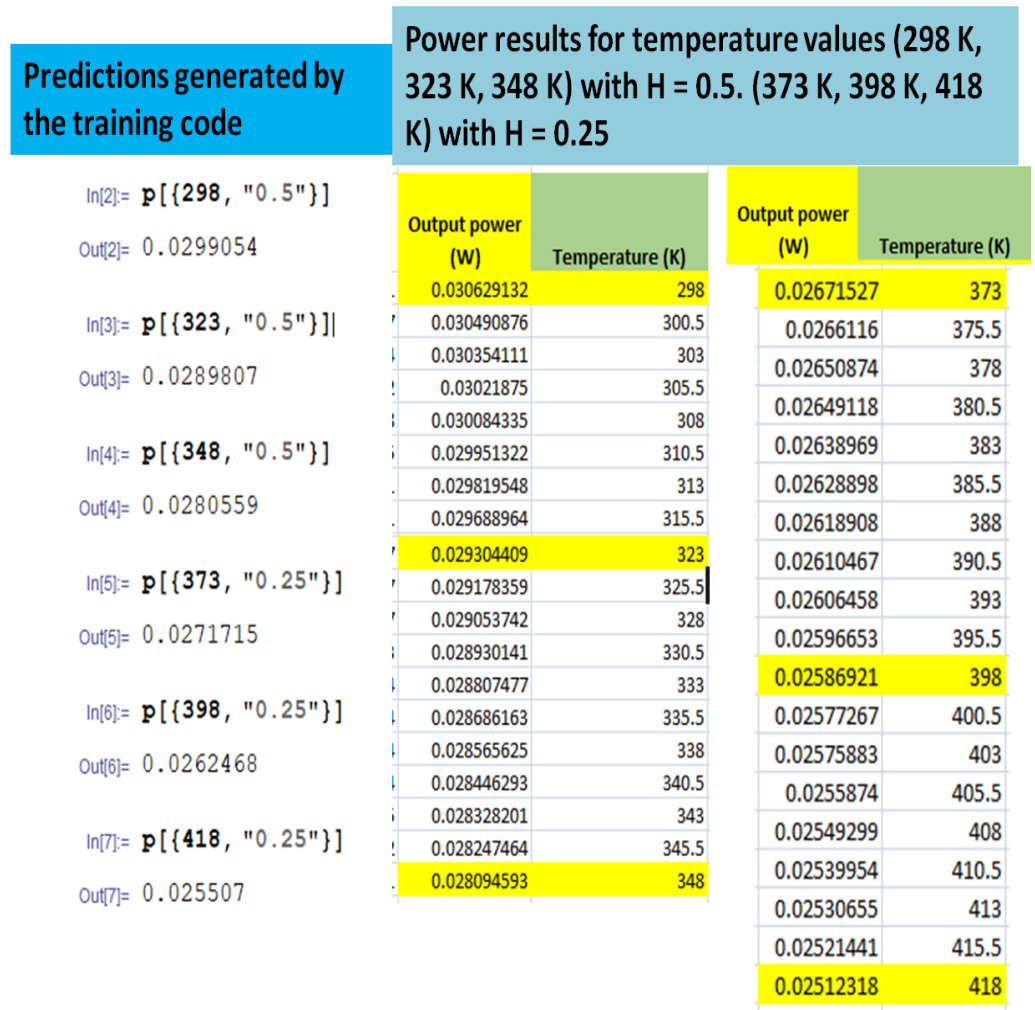 Predictions generated by
the training code
Power results for temperature values (298 K,
323 K, 348 K) with H = 0.5. (373 K, 398 K, 418
K) with H = 0.25
In[2]:= p[{298, "0.5"}]
Out[2]= 0.0299054
In[3]:= p[{323, "0.5"}]
Out[3]= 0.0289807
In[4]:= p[{348, "0.5"}]
Out[4]= 0.0280559
In[5]:= p[{373, "0.25"}]
Out[5]= 0.0271715
In[6]:= p[{398, "0.25"}]
Out[6]= 0.0262468
In[7]:= p[{418, "0.25"}]
Out[7]= 0.025507
Output power
(W) Temperature (K)
0.030629132 298
0.030490876 300.5
0.030354111 303
0.03021875 305.5
0.030084335 308
0.029951322 310.5
0.029819548 313
0.029688964 315.5
0.029304409 323
0.029178359 325.5
0.029053742 328
0.028930141 330.5
0.028807477 333
0.028686163 335.5
0.028565625 338
0.028446293 340.5
0.028328201 343
0.028247464 345.5
0.028094593 348
Output power
(W) Temperature (K)
0.02671527 373
0.0266116 375.5
0.02650874 378
0.02649118 380.5
0.02638969 383
0.02628898 385.5
0.02618908 388
0.02610467 390.5
0.02606458 393
0.02596653 395.5
0.02586921 398
0.02577267 400.5
0.02575883 403
0.0255874 405.5
0.02549299 408
0.02539954 410.5
0.02530655 413
0.02521441 415.5
0.02512318 418